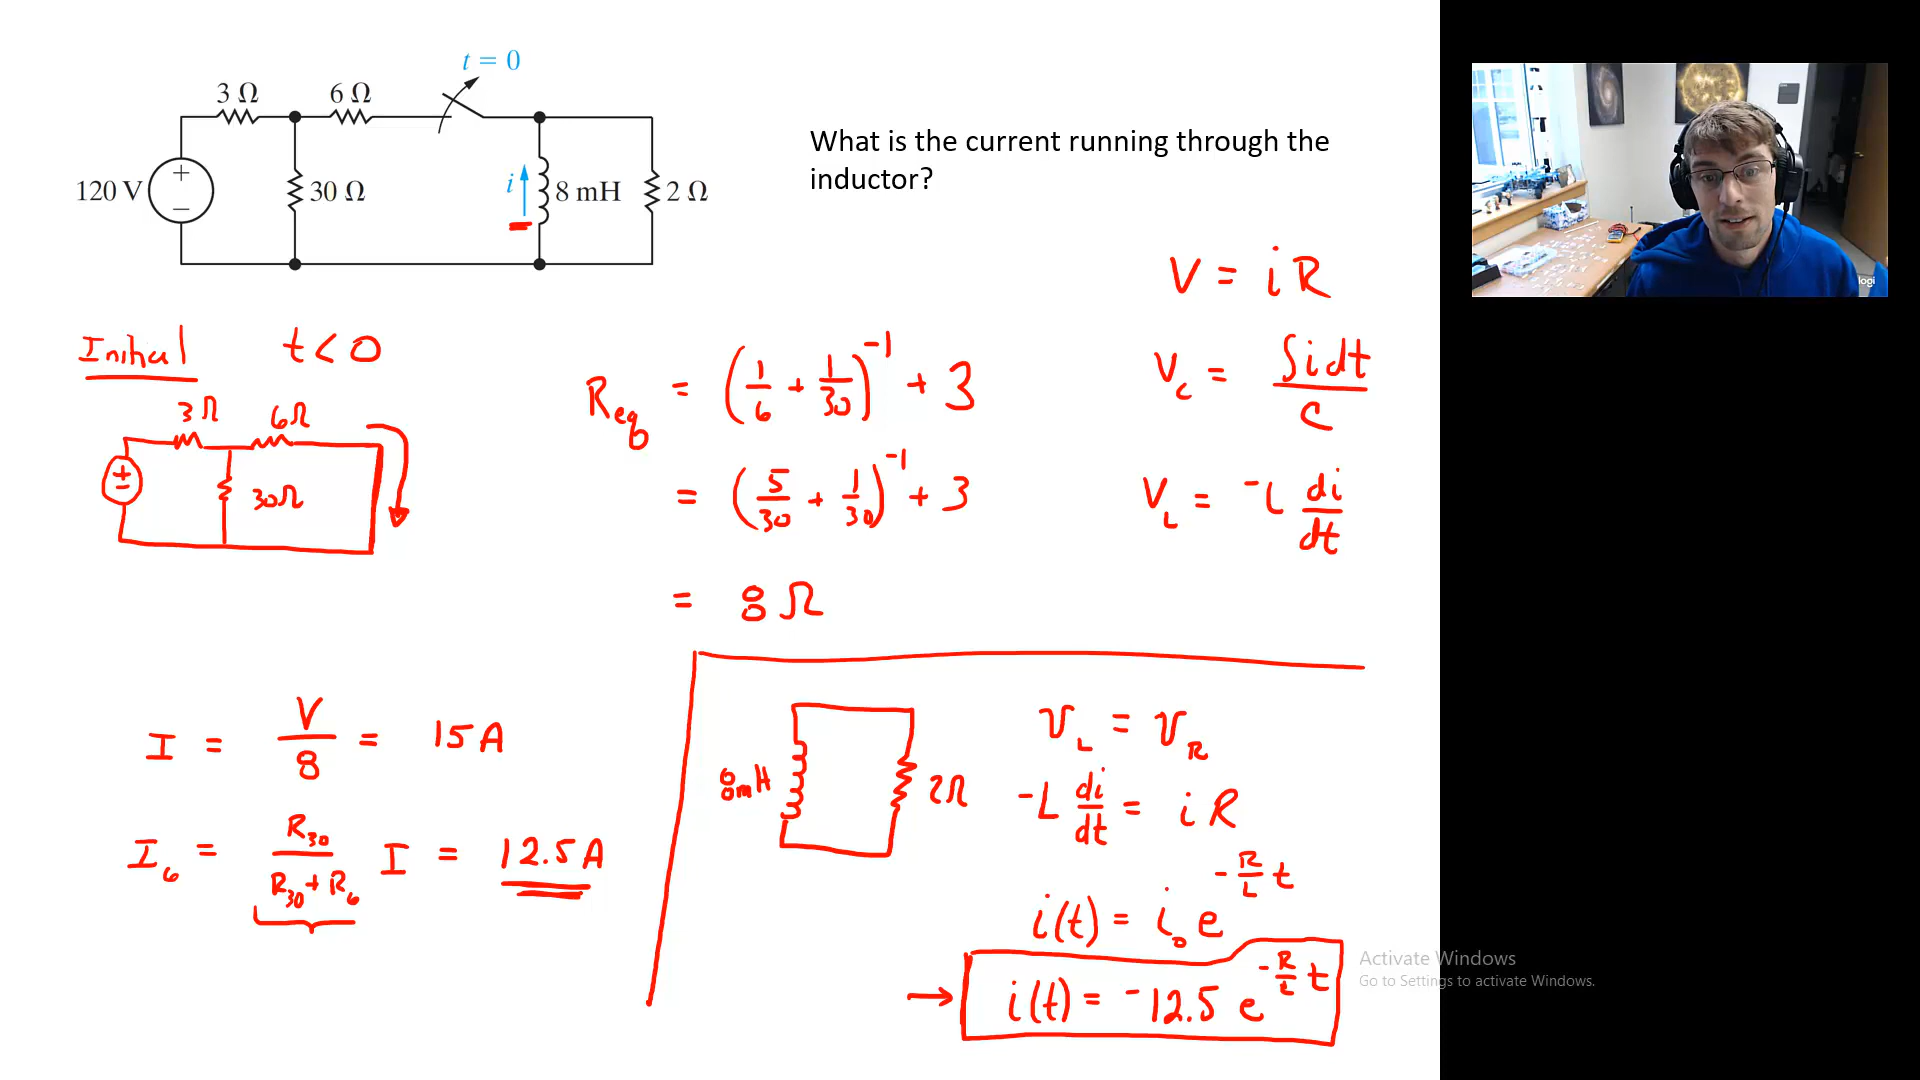 t = 0
3 Ω
6 Ω
120 V
+
−
30 Ω
i
8 mH
2 Ω
What is the current running through the
inductor?
V = iR
V_C = ∫idt / C
V_L = -L di/dt
Initial t < 0
3Ω
6Ω
30Ω
R_eq = (1/6 + 1/30)^-1 + 3
= (5/30 + 1/30)^-1 + 3
= 8Ω
I = V/8 = 15A
I_6 = R_30 / (R_30 + R_6) I = 12.5A
8mH
2Ω
V_L = V_R
-L di/dt = iR
i(t) = i_0 e^(-R/L t)
→ i(t) = -12.5 e^(-R/L t)
logi
Activate Windows
Go to Settings to activate Windows.